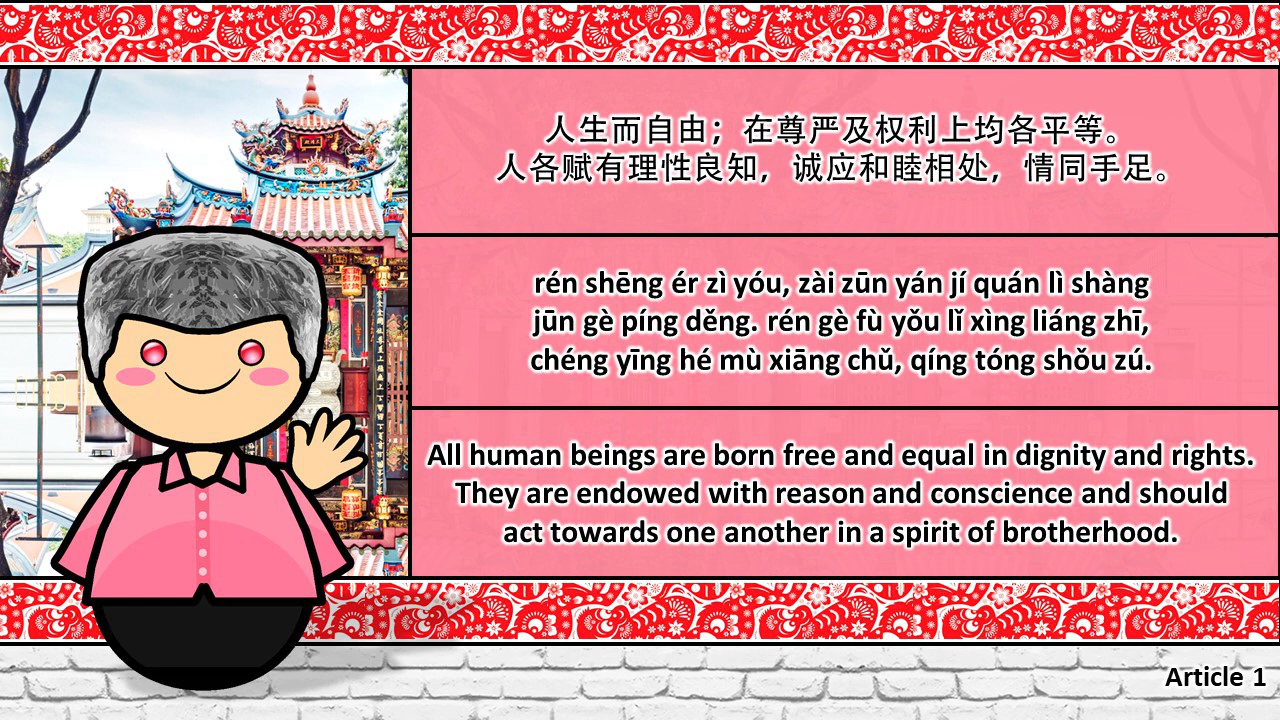 人生而自由；在尊严及权利上均各平等。
人各赋有理性良知，诚应和睦相处，情同手足。
rén shēng ér zì yóu, zài zūn yán jí quán lì shàng
jūn gè píng děng. rén gè fù yǒu lǐ xìng liáng zhī,
chéng yīng hé mù xiāng chǔ, qíng tóng shǒu zú.
All human beings are born free and equal in dignity and rights.
They are endowed with reason and conscience and should
act towards one another in a spirit of brotherhood.
Article 1